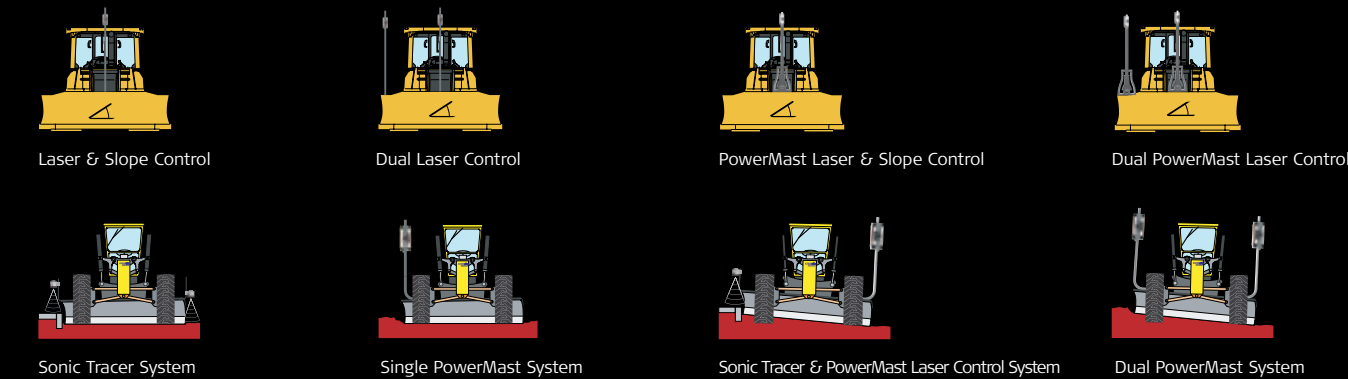 Laser & Slope Control
Dual Laser Control
PowerMast Laser & Slope Control
Dual PowerMast Laser Control
Sonic Tracer System
Single PowerMast System
Sonic Tracer & PowerMast Laser Control System
Dual PowerMast System